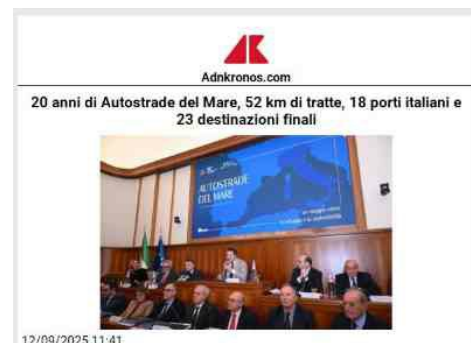 Adnkronos.com
20 anni di Autostrade del Mare, 52 km di tratte, 18 porti italiani e
23 destinazioni finali
AUTOSTRADE
DEL MARE
12/09/2025 11:41